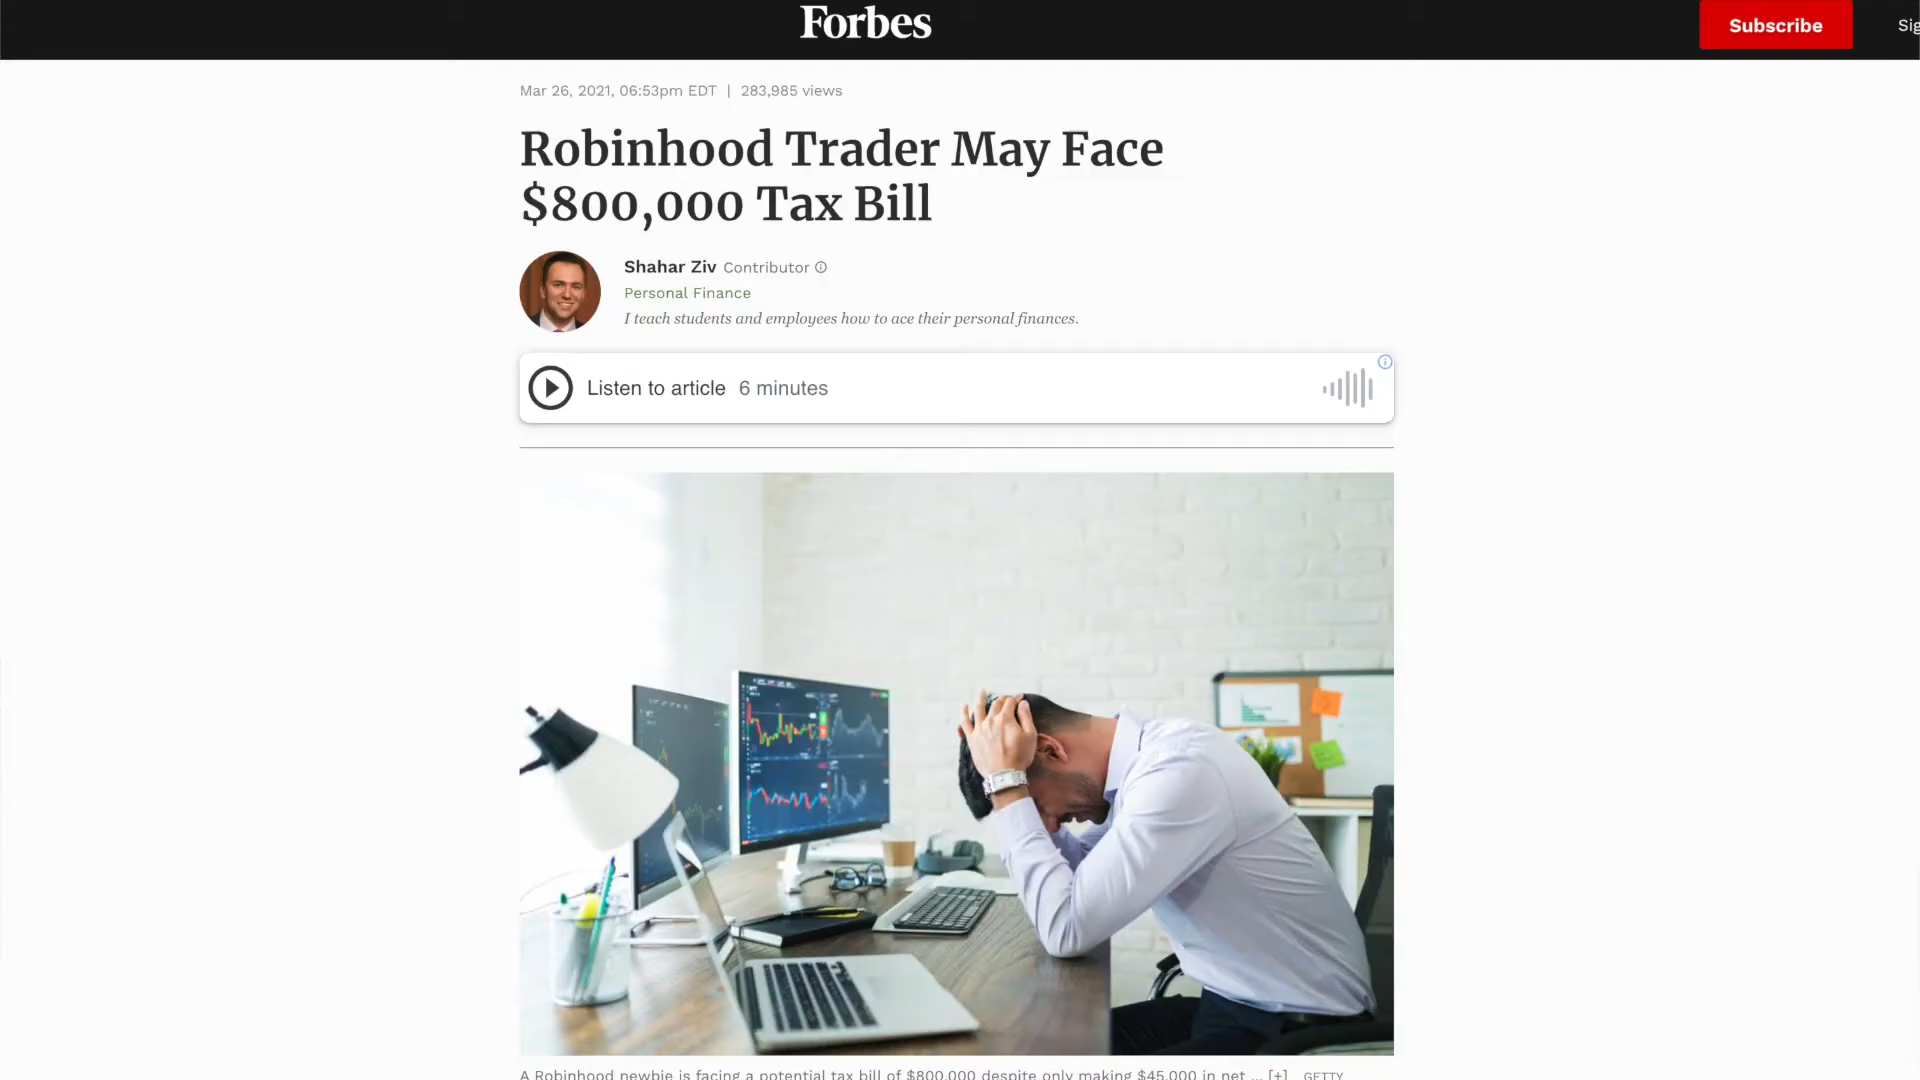 Forbes
Subscribe
Sig
Mar 26, 2021, 06:53pm EDT | 283,985 views
Robinhood Trader May Face
$800,000 Tax Bill
Shahar Ziv Contributor
Personal Finance
I teach students and employees how to ace their personal finances.
Listen to article 6 minutes
A Robinhood newbie is facing a potential tax bill of $800,000 despite only making $45,000 in net ... [+] GETTY